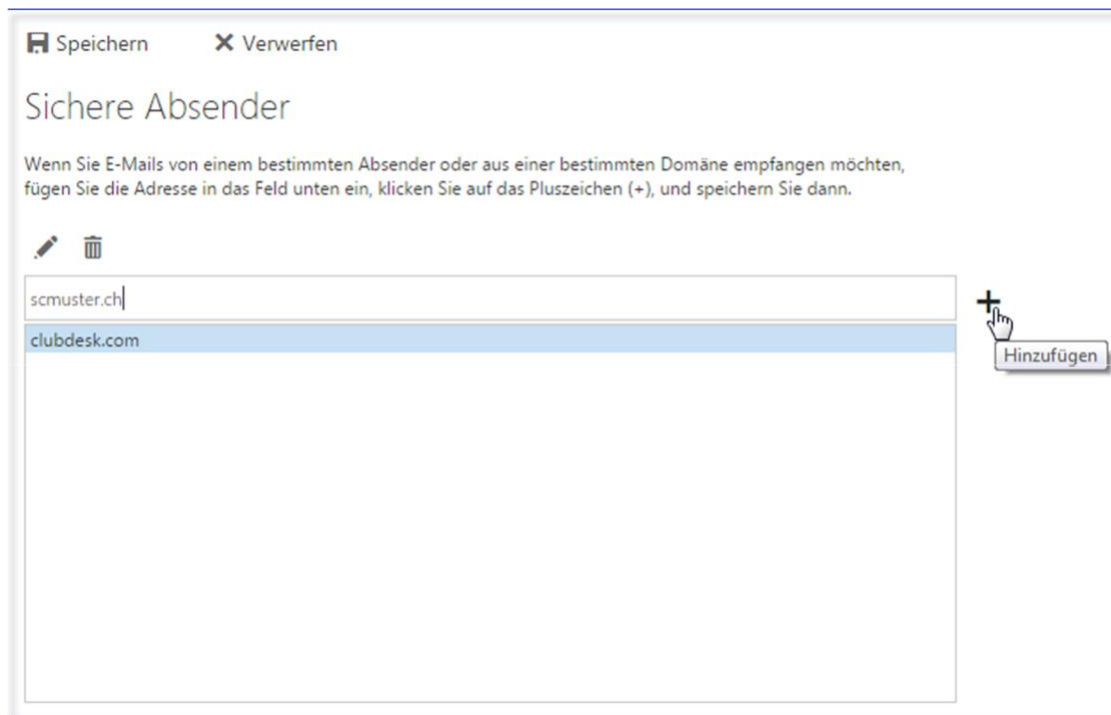 Speichern Verwerfen
Sichere Absender
Wenn Sie E-Mails von einem bestimmten Absender oder aus einer bestimmten Domäne empfangen möchten,
fügen Sie die Adresse in das Feld unten ein, klicken Sie auf das Pluszeichen (+), und speichern Sie dann.
scmuster.ch
clubdesk.com
Hinzufügen